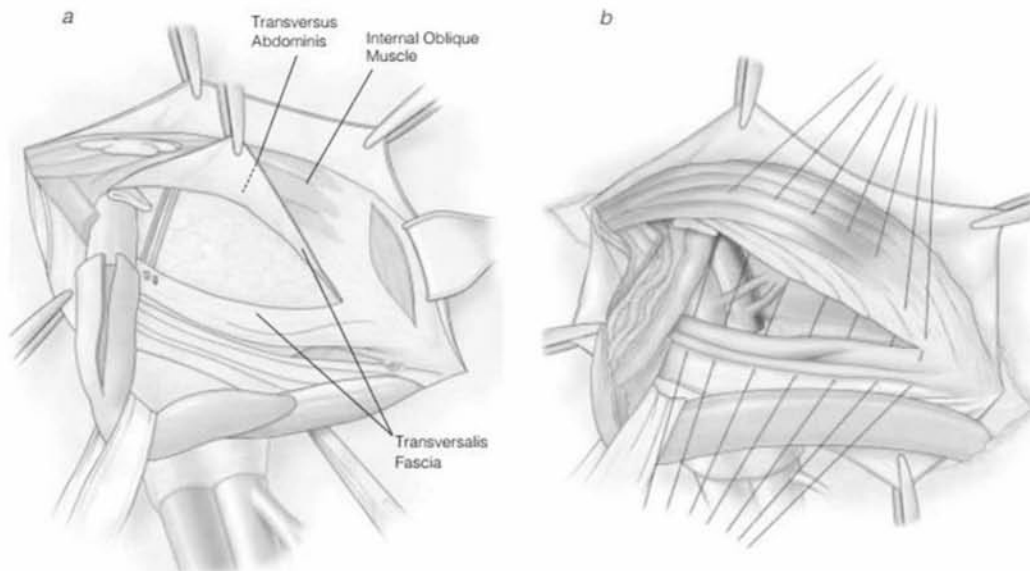 a
Transversus
Abdominis
Internal Oblique
Muscle
b
Transversalis
Fascia